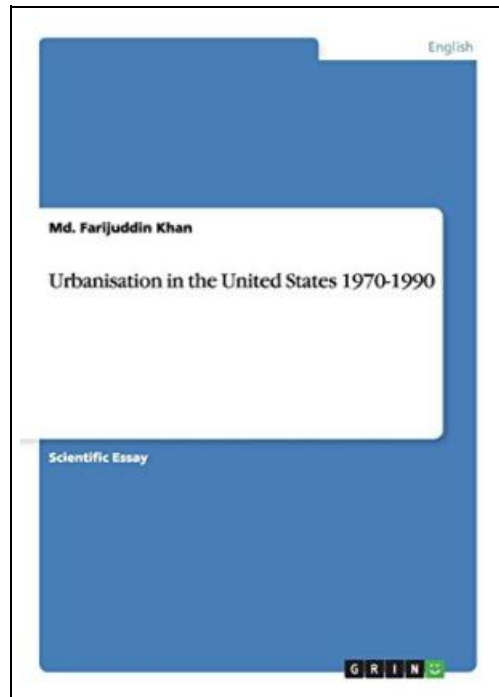 English
Md. Farijuddin Khan
Urbanisation in the United States 1970-1990
Scientific Essay
GRIN